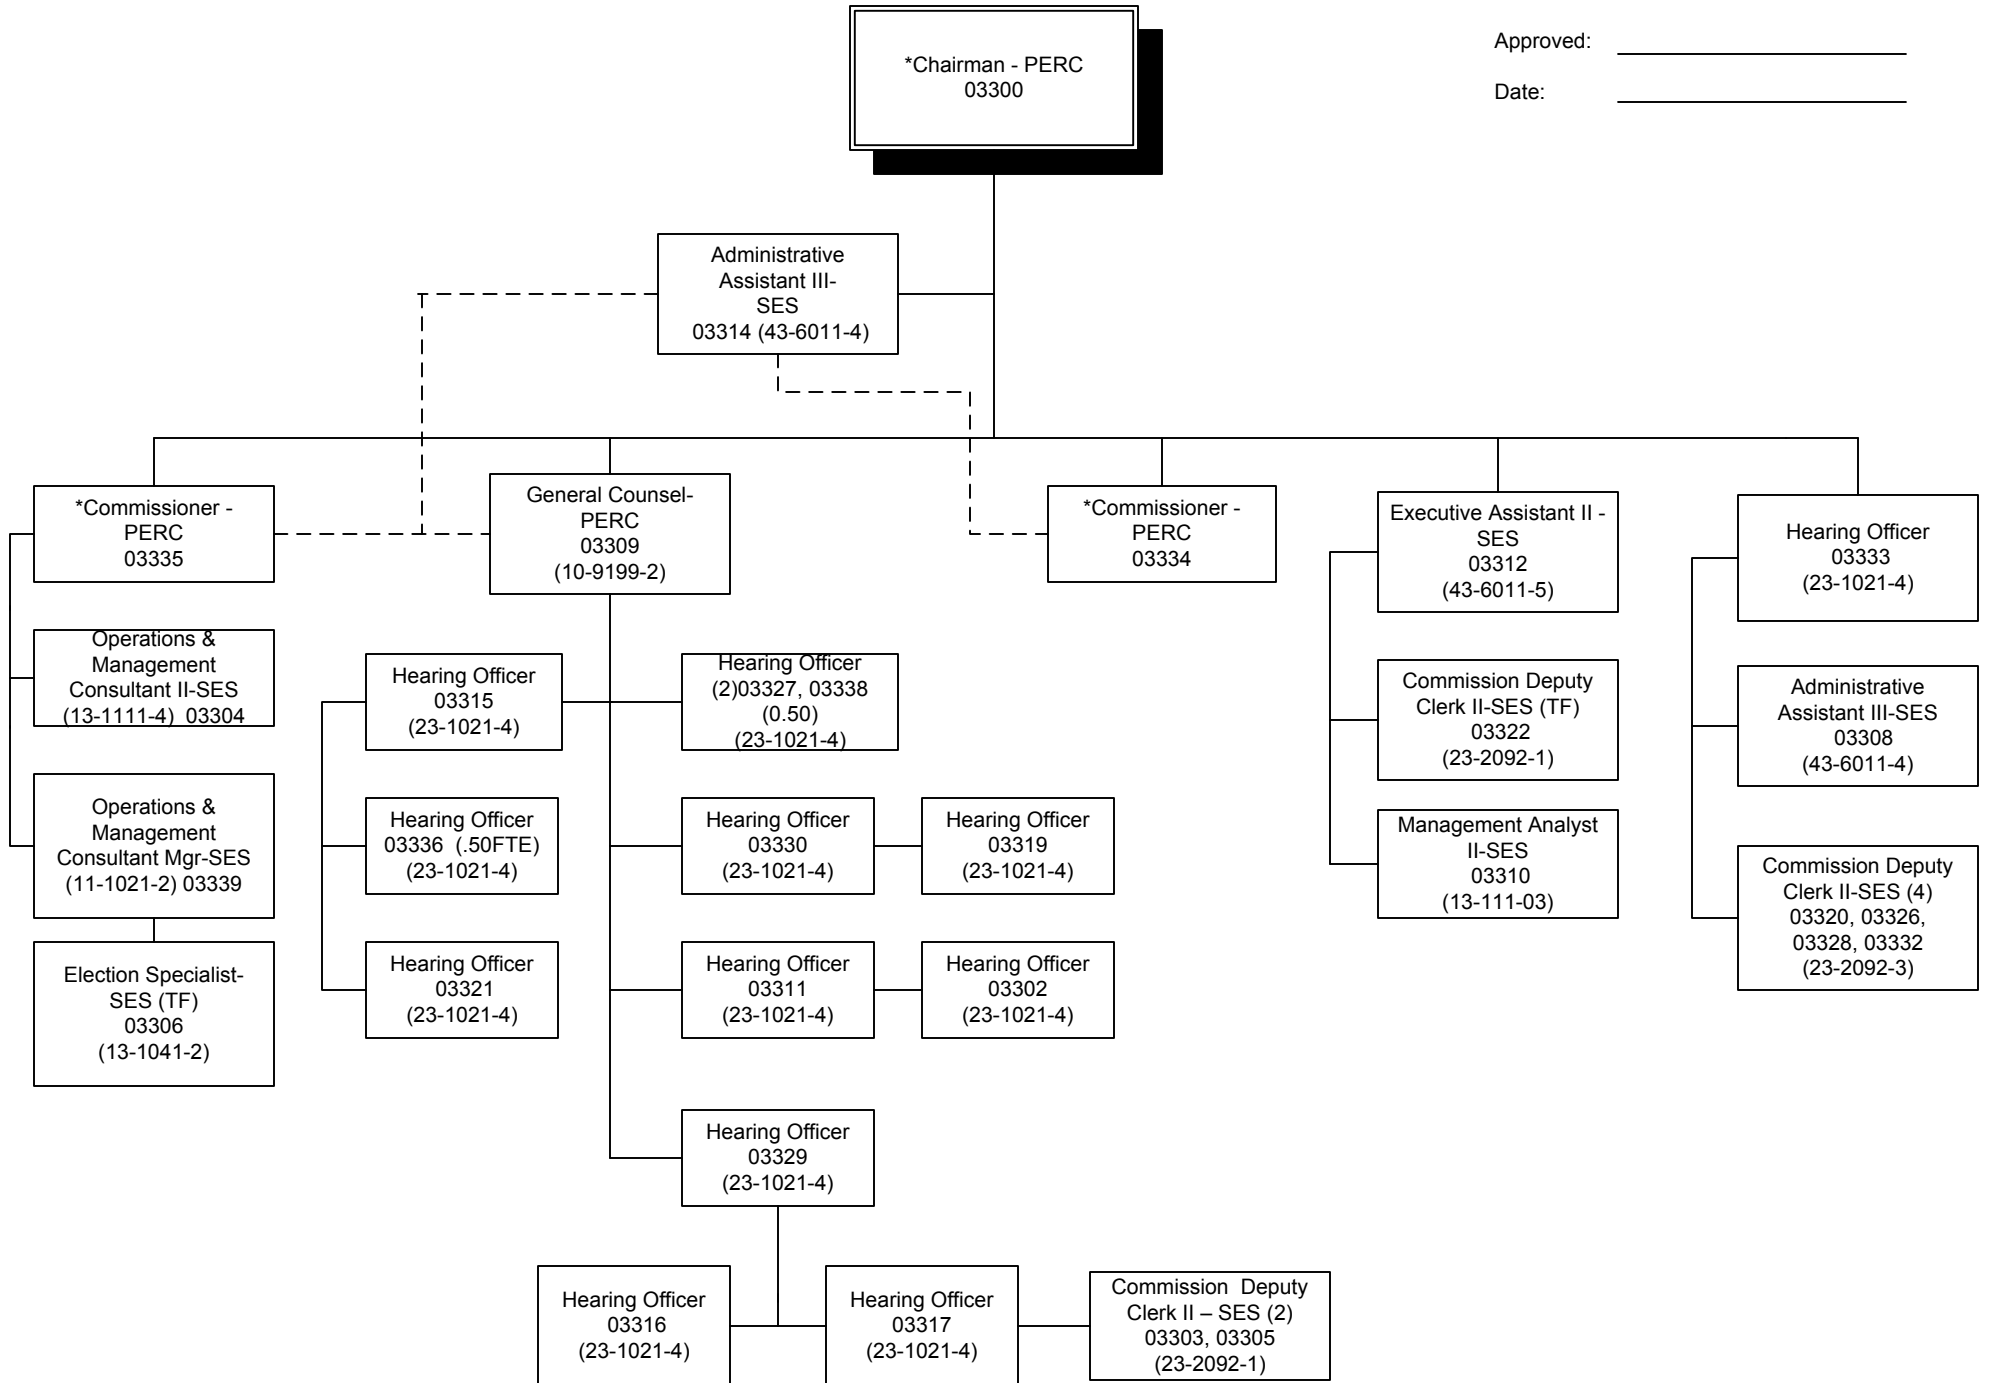 *Chairman - PERC
03300
Approved:
Date:
Administrative
Assistant III-
SES
03314 (43-6011-4)
*Commissioner -
PERC
03335
General Counsel-
PERC
03309
(10-9199-2)
*Commissioner -
PERC
03334
Executive Assistant II -
SES
03312
(43-6011-5)
Hearing Officer
03333
(23-1021-4)
Operations &
Management
Consultant II-SES
(13-1111-4) 03304
Hearing Officer
03315
(23-1021-4)
Hearing Officer
(2)03327, 03338
(0.50)
(23-1021-4)
Commission Deputy
Clerk II-SES (TF)
03322
(23-2092-1)
Administrative
Assistant III-SES
03308
(43-6011-4)
Operations &
Management
Consultant Mgr-SES
(11-1021-2) 03339
Hearing Officer
03336 (.50FTE)
(23-1021-4)
Hearing Officer
03330
(23-1021-4)
Hearing Officer
03319
(23-1021-4)
Management Analyst
II-SES
03310
(13-111-03)
Commission Deputy
Clerk II-SES (4)
03320, 03326,
03328, 03332
(23-2092-3)
Election Specialist-
SES (TF)
03306
(13-1041-2)
Hearing Officer
03321
(23-1021-4)
Hearing Officer
03311
(23-1021-4)
Hearing Officer
03302
(23-1021-4)
Hearing Officer
03329
(23-1021-4)
Hearing Officer
03316
(23-1021-4)
Hearing Officer
03317
(23-1021-4)
Commission Deputy
Clerk II – SES (2)
03303, 03305
(23-2092-1)